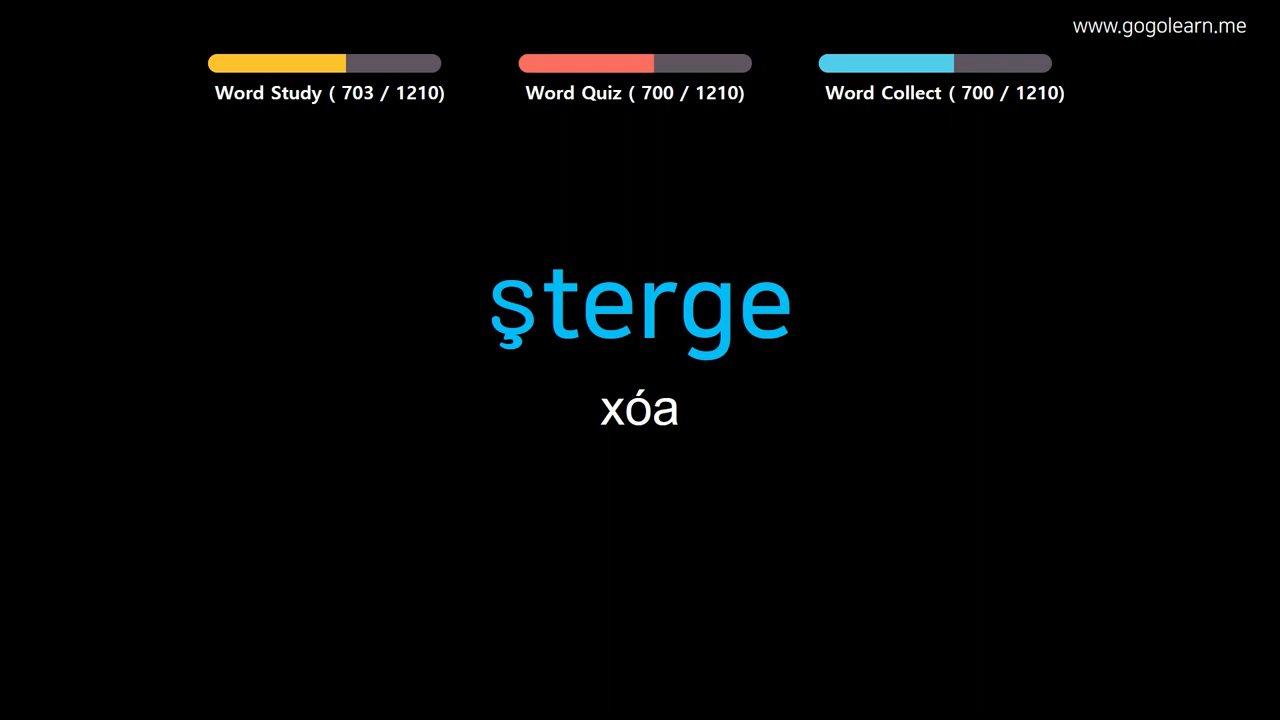 www.gogolearn.me
Word Study ( 703 / 1210)
Word Quiz ( 700 / 1210)
Word Collect ( 700 / 1210)
şterge
xóa